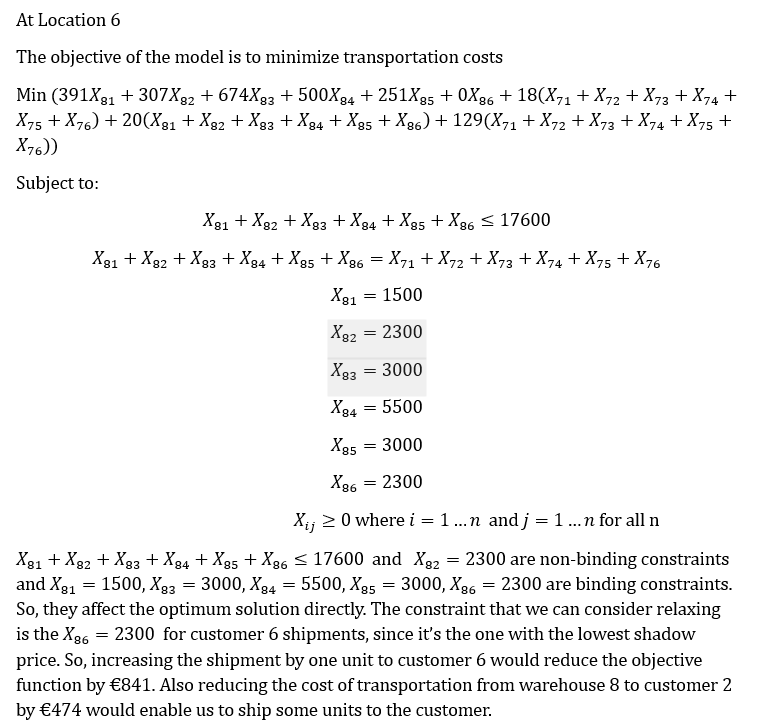 At Location 6
The objective of the model is to minimize transportation costs
Min (391X₈₁ + 307X₈₂ + 674X₈₃ + 500X₈₄ + 251X₈₅ + 0X₈₆ + 18(X₇₁ + X₇₂ + X₇₃ + X₇₄ +
X₇₅ + X₇₆) + 20(X₈₁ + X₈₂ + X₈₃ + X₈₄ + X₈₅ + X₈₆) + 129(X₇₁ + X₇₂ + X₇₃ + X₇₄ + X₇₅ +
X₇₆))
Subject to:
X₈₁ + X₈₂ + X₈₃ + X₈₄ + X₈₅ + X₈₆ ≤ 17600
X₈₁ + X₈₂ + X₈₃ + X₈₄ + X₈₅ + X₈₆ = X₇₁ + X₇₂ + X₇₃ + X₇₄ + X₇₅ + X₇₆
X₈₁ = 1500
X₈₂ = 2300
X₈₃ = 3000
X₈₄ = 5500
X₈₅ = 3000
X₈₆ = 2300
Xᵢⱼ ≥ 0 where i = 1 … n and j = 1 … n for all n
X₈₁ + X₈₂ + X₈₃ + X₈₄ + X₈₅ + X₈₆ ≤ 17600 and X₈₂ = 2300 are non-binding constraints
and X₈₁ = 1500, X₈₃ = 3000, X₈₄ = 5500, X₈₅ = 3000, X₈₆ = 2300 are binding constraints.
So, they affect the optimum solution directly. The constraint that we can consider relaxing
is the X₈₆ = 2300 for customer 6 shipments, since it's the one with the lowest shadow
price. So, increasing the shipment by one unit to customer 6 would reduce the objective
function by €841. Also reducing the cost of transportation from warehouse 8 to customer 2
by €474 would enable us to ship some units to the customer.